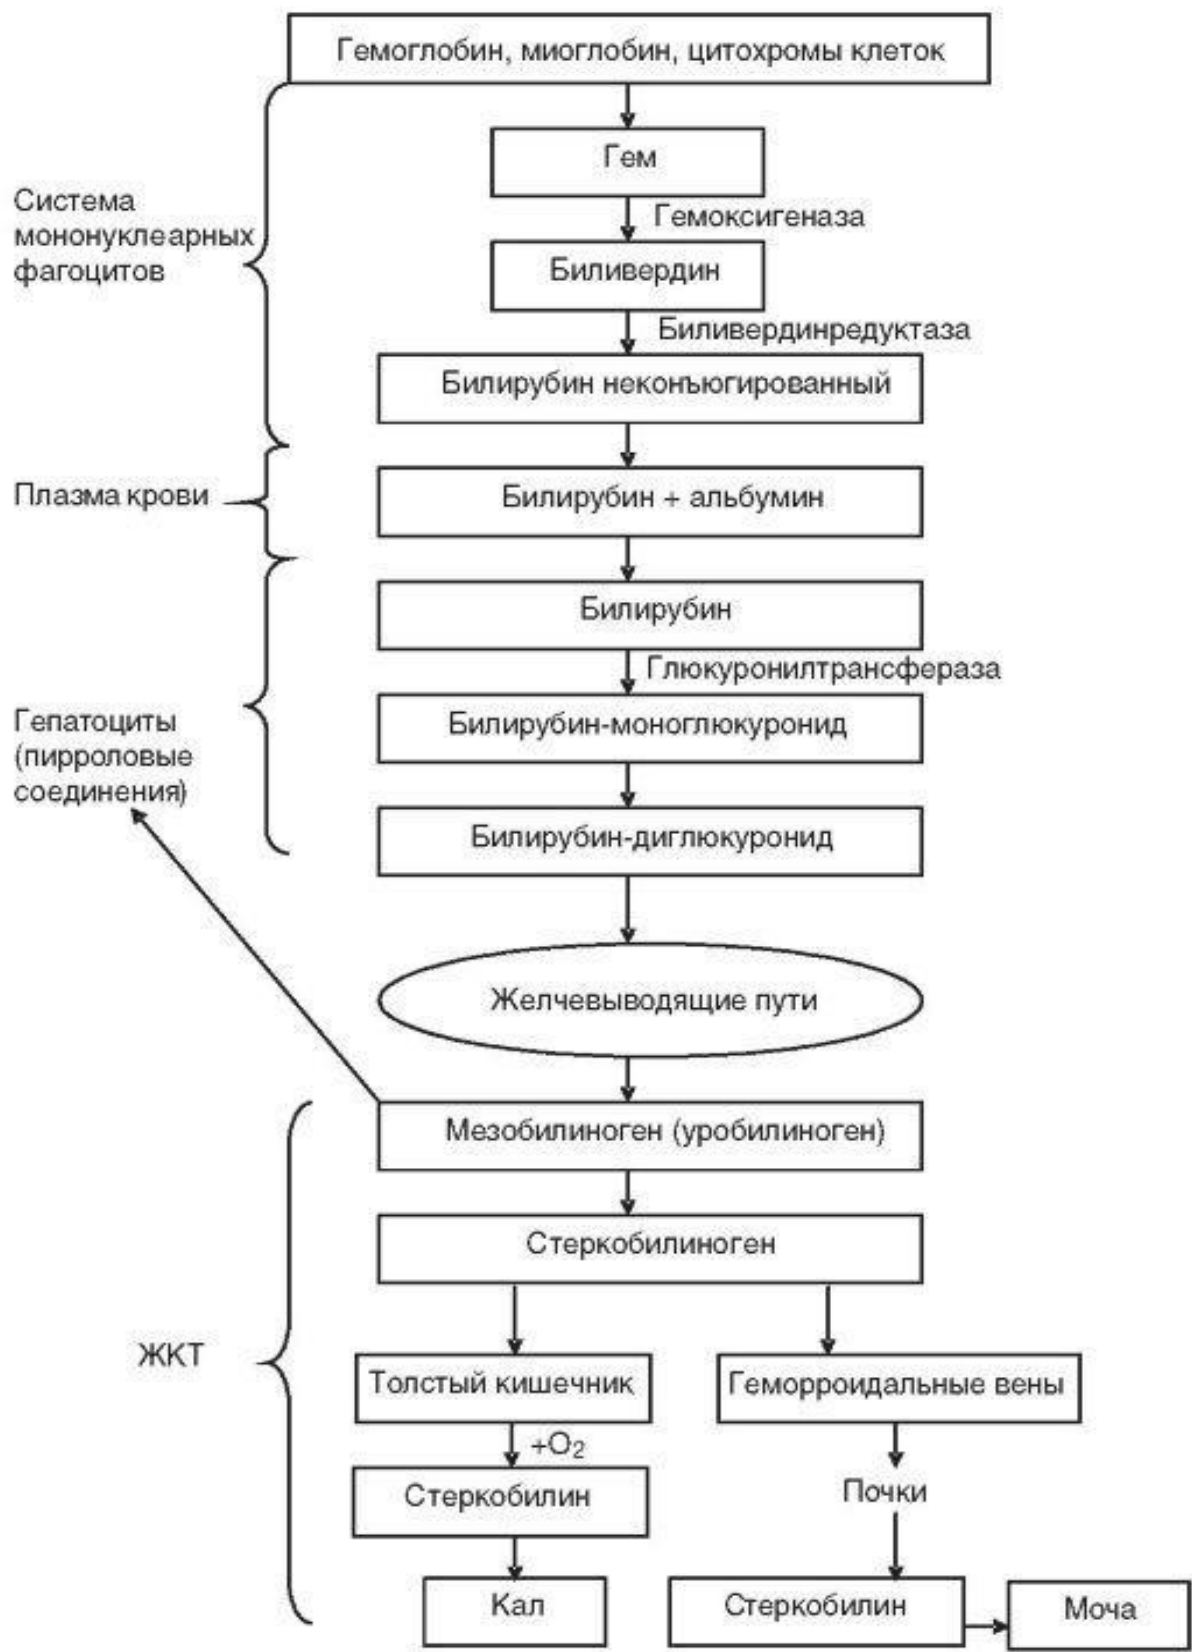 Гемоглобин, миоглобин, цитохромы клеток
Гем
Система
мононуклеарных
фагоцитов
Гемоксигеназа
Биливердин
Биливердинредуктаза
Билирубин неконъюгированный
Плазма крови
Билирубин + альбумин
Билирубин
Глюкуронилтрансфераза
Гепатоциты
(пирроловые
соединения)
Билирубин-моноглюкуронид
Билирубин-диглюкуронид
Желчевыводящие пути
Мезобилиноген (уробилиноген)
Стеркобилиноген
ЖКТ
Толстый кишечник
Геморроидальные вены
+O₂
Стеркобилин
Почки
Кал
Стеркобилин
Моча